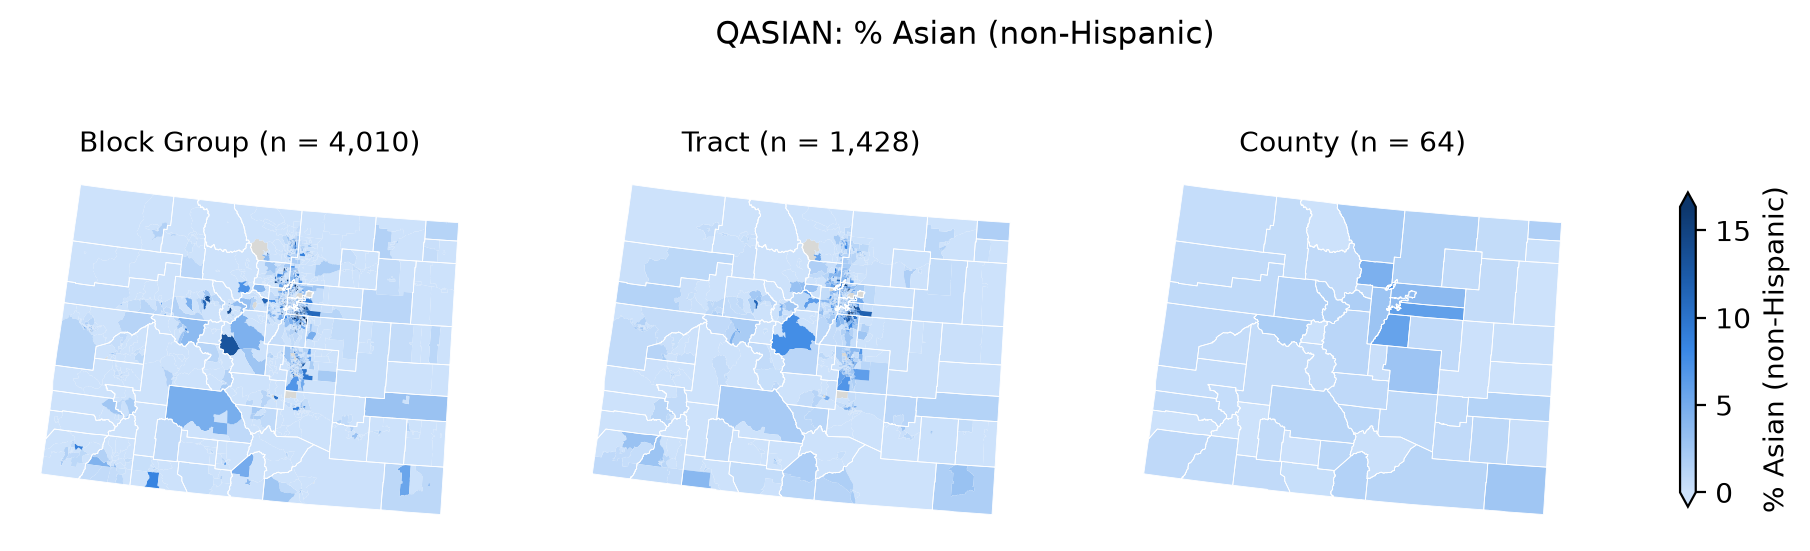 QASIAN: % Asian (non-Hispanic)
Block Group (n = 4,010)
Tract (n = 1,428)
County (n = 64)
15
10
5
0
% Asian (non-Hispanic)